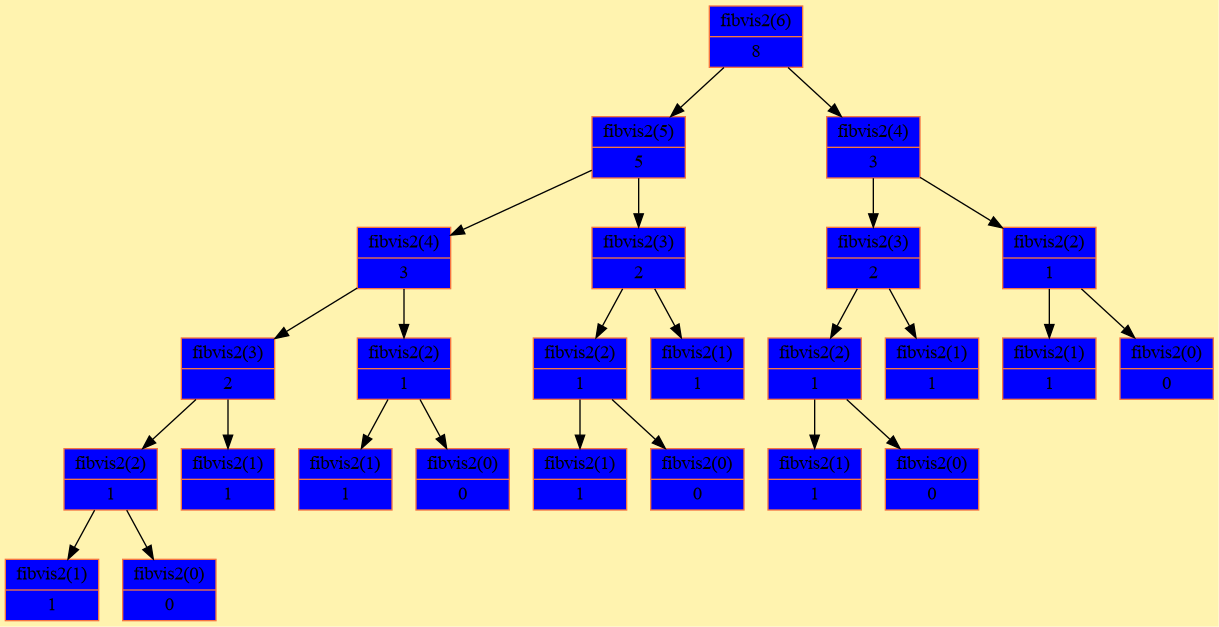 fibvis2(6)
8
fibvis2(5)
5
fibvis2(4)
3
fibvis2(4)
3
fibvis2(3)
2
fibvis2(3)
2
fibvis2(2)
1
fibvis2(3)
2
fibvis2(2)
1
fibvis2(2)
1
fibvis2(1)
1
fibvis2(2)
1
fibvis2(1)
1
fibvis2(1)
1
fibvis2(0)
0
fibvis2(2)
1
fibvis2(1)
1
fibvis2(1)
1
fibvis2(0)
0
fibvis2(1)
1
fibvis2(0)
0
fibvis2(1)
1
fibvis2(0)
0
fibvis2(1)
1
fibvis2(0)
0